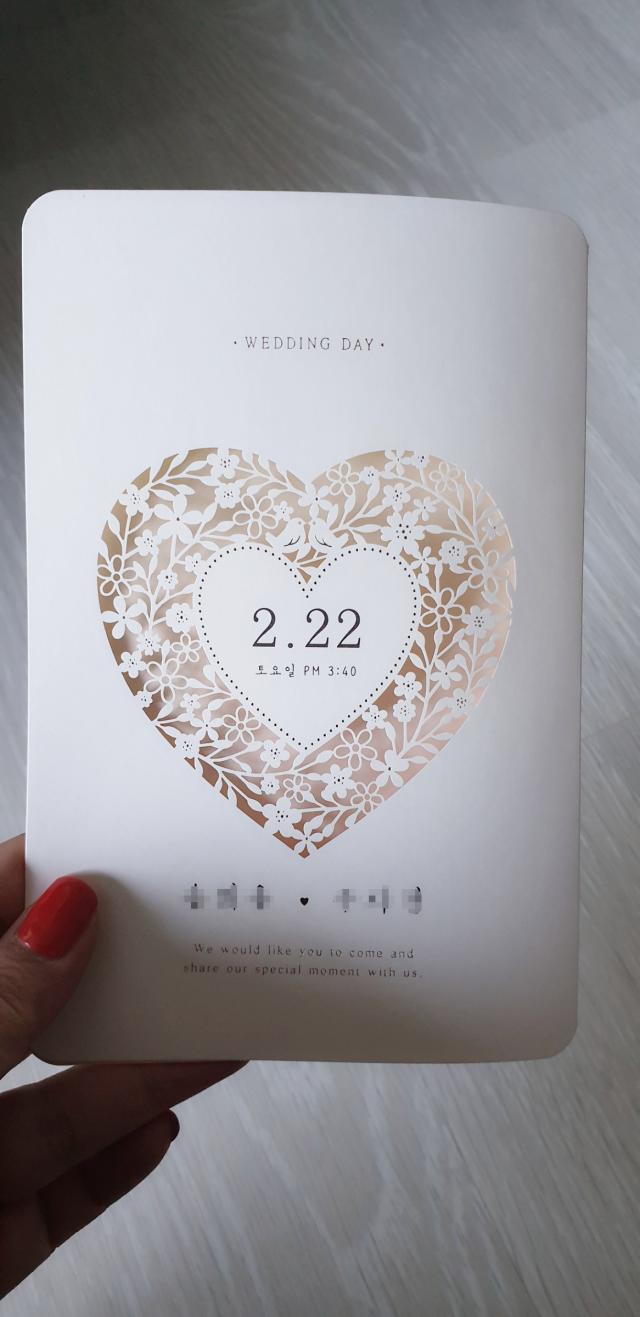 · WEDDING DAY ·
2.22
토요일 PM 3:40
We would like you to come and
share our special moment with us.